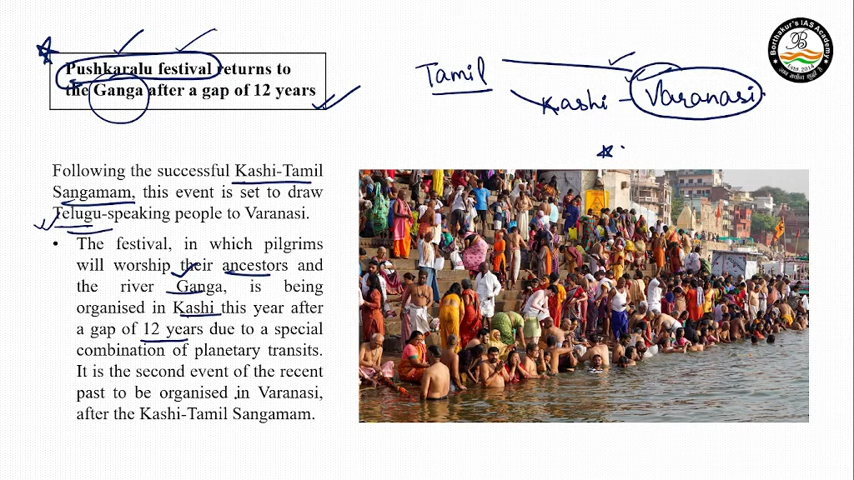 Pushkaralu festival returns to
the Ganga after a gap of 12 years
Tamil
Kashi - Varanasi
Borthakur's IAS Academy
B
Following the successful Kashi-Tamil
Sangamam, this event is set to draw
Telugu-speaking people to Varanasi.
• The festival, in which pilgrims
will worship their ancestors and
the river Ganga, is being
organised in Kashi this year after
a gap of 12 years due to a special
combination of planetary transits.
It is the second event of the recent
past to be organised in Varanasi,
after the Kashi-Tamil Sangamam.